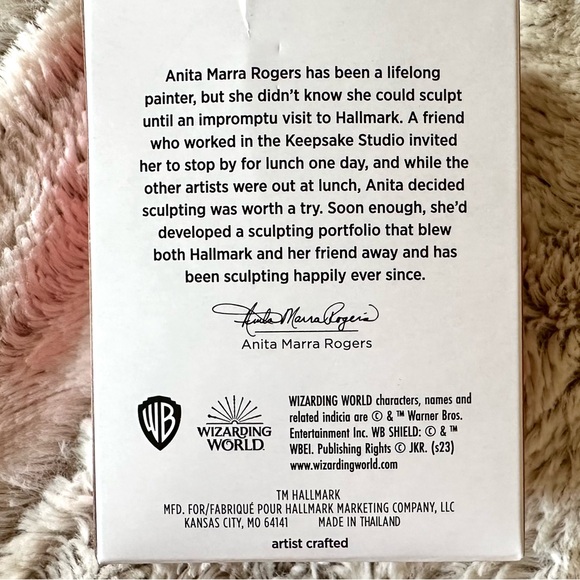 Anita Marra Rogers has been a lifelong
painter, but she didn't know she could sculpt
until an impromptu visit to Hallmark. A friend
who worked in the Keepsake Studio invited
her to stop by for lunch one day, and while the
other artists were out at lunch, Anita decided
sculpting was worth a try. Soon enough, she'd
developed a sculpting portfolio that blew
both Hallmark and her friend away and has
been sculpting happily ever since.
Anita Marra Rogers
Anita Marra Rogers
WB
WIZARDING
WORLD
WIZARDING WORLD characters, names and
related indicia are © & ™ Warner Bros.
Entertainment Inc. WB SHIELD: © & ™
WBEI. Publishing Rights © JKR. (s23)
www.wizardingworld.com
TM HALLMARK
MFD. FOR/FABRIQUÉ POUR HALLMARK MARKETING COMPANY, LLC
KANSAS CITY, MO 64141 MADE IN THAILAND
artist crafted